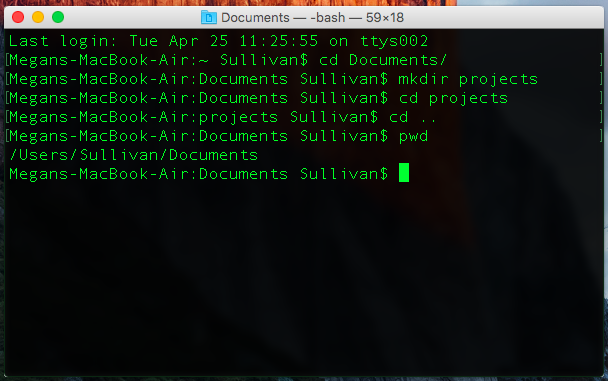 Documents — -bash — 59×18
Last login: Tue Apr 25 11:25:55 on ttys002
[Megans-MacBook-Air:~ Sullivan$ cd Documents/ ]
[Megans-MacBook-Air:Documents Sullivan$ mkdir projects ]
[Megans-MacBook-Air:Documents Sullivan$ cd projects ]
[Megans-MacBook-Air:projects Sullivan$ cd .. ]
[Megans-MacBook-Air:Documents Sullivan$ pwd ]
/Users/Sullivan/Documents
Megans-MacBook-Air:Documents Sullivan$